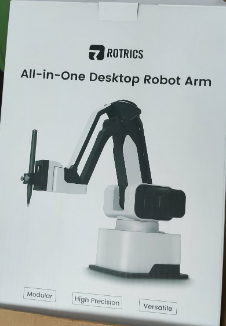 ROTRICS
All-in-One Desktop Robot Arm
Modular
High Precision
Versatile